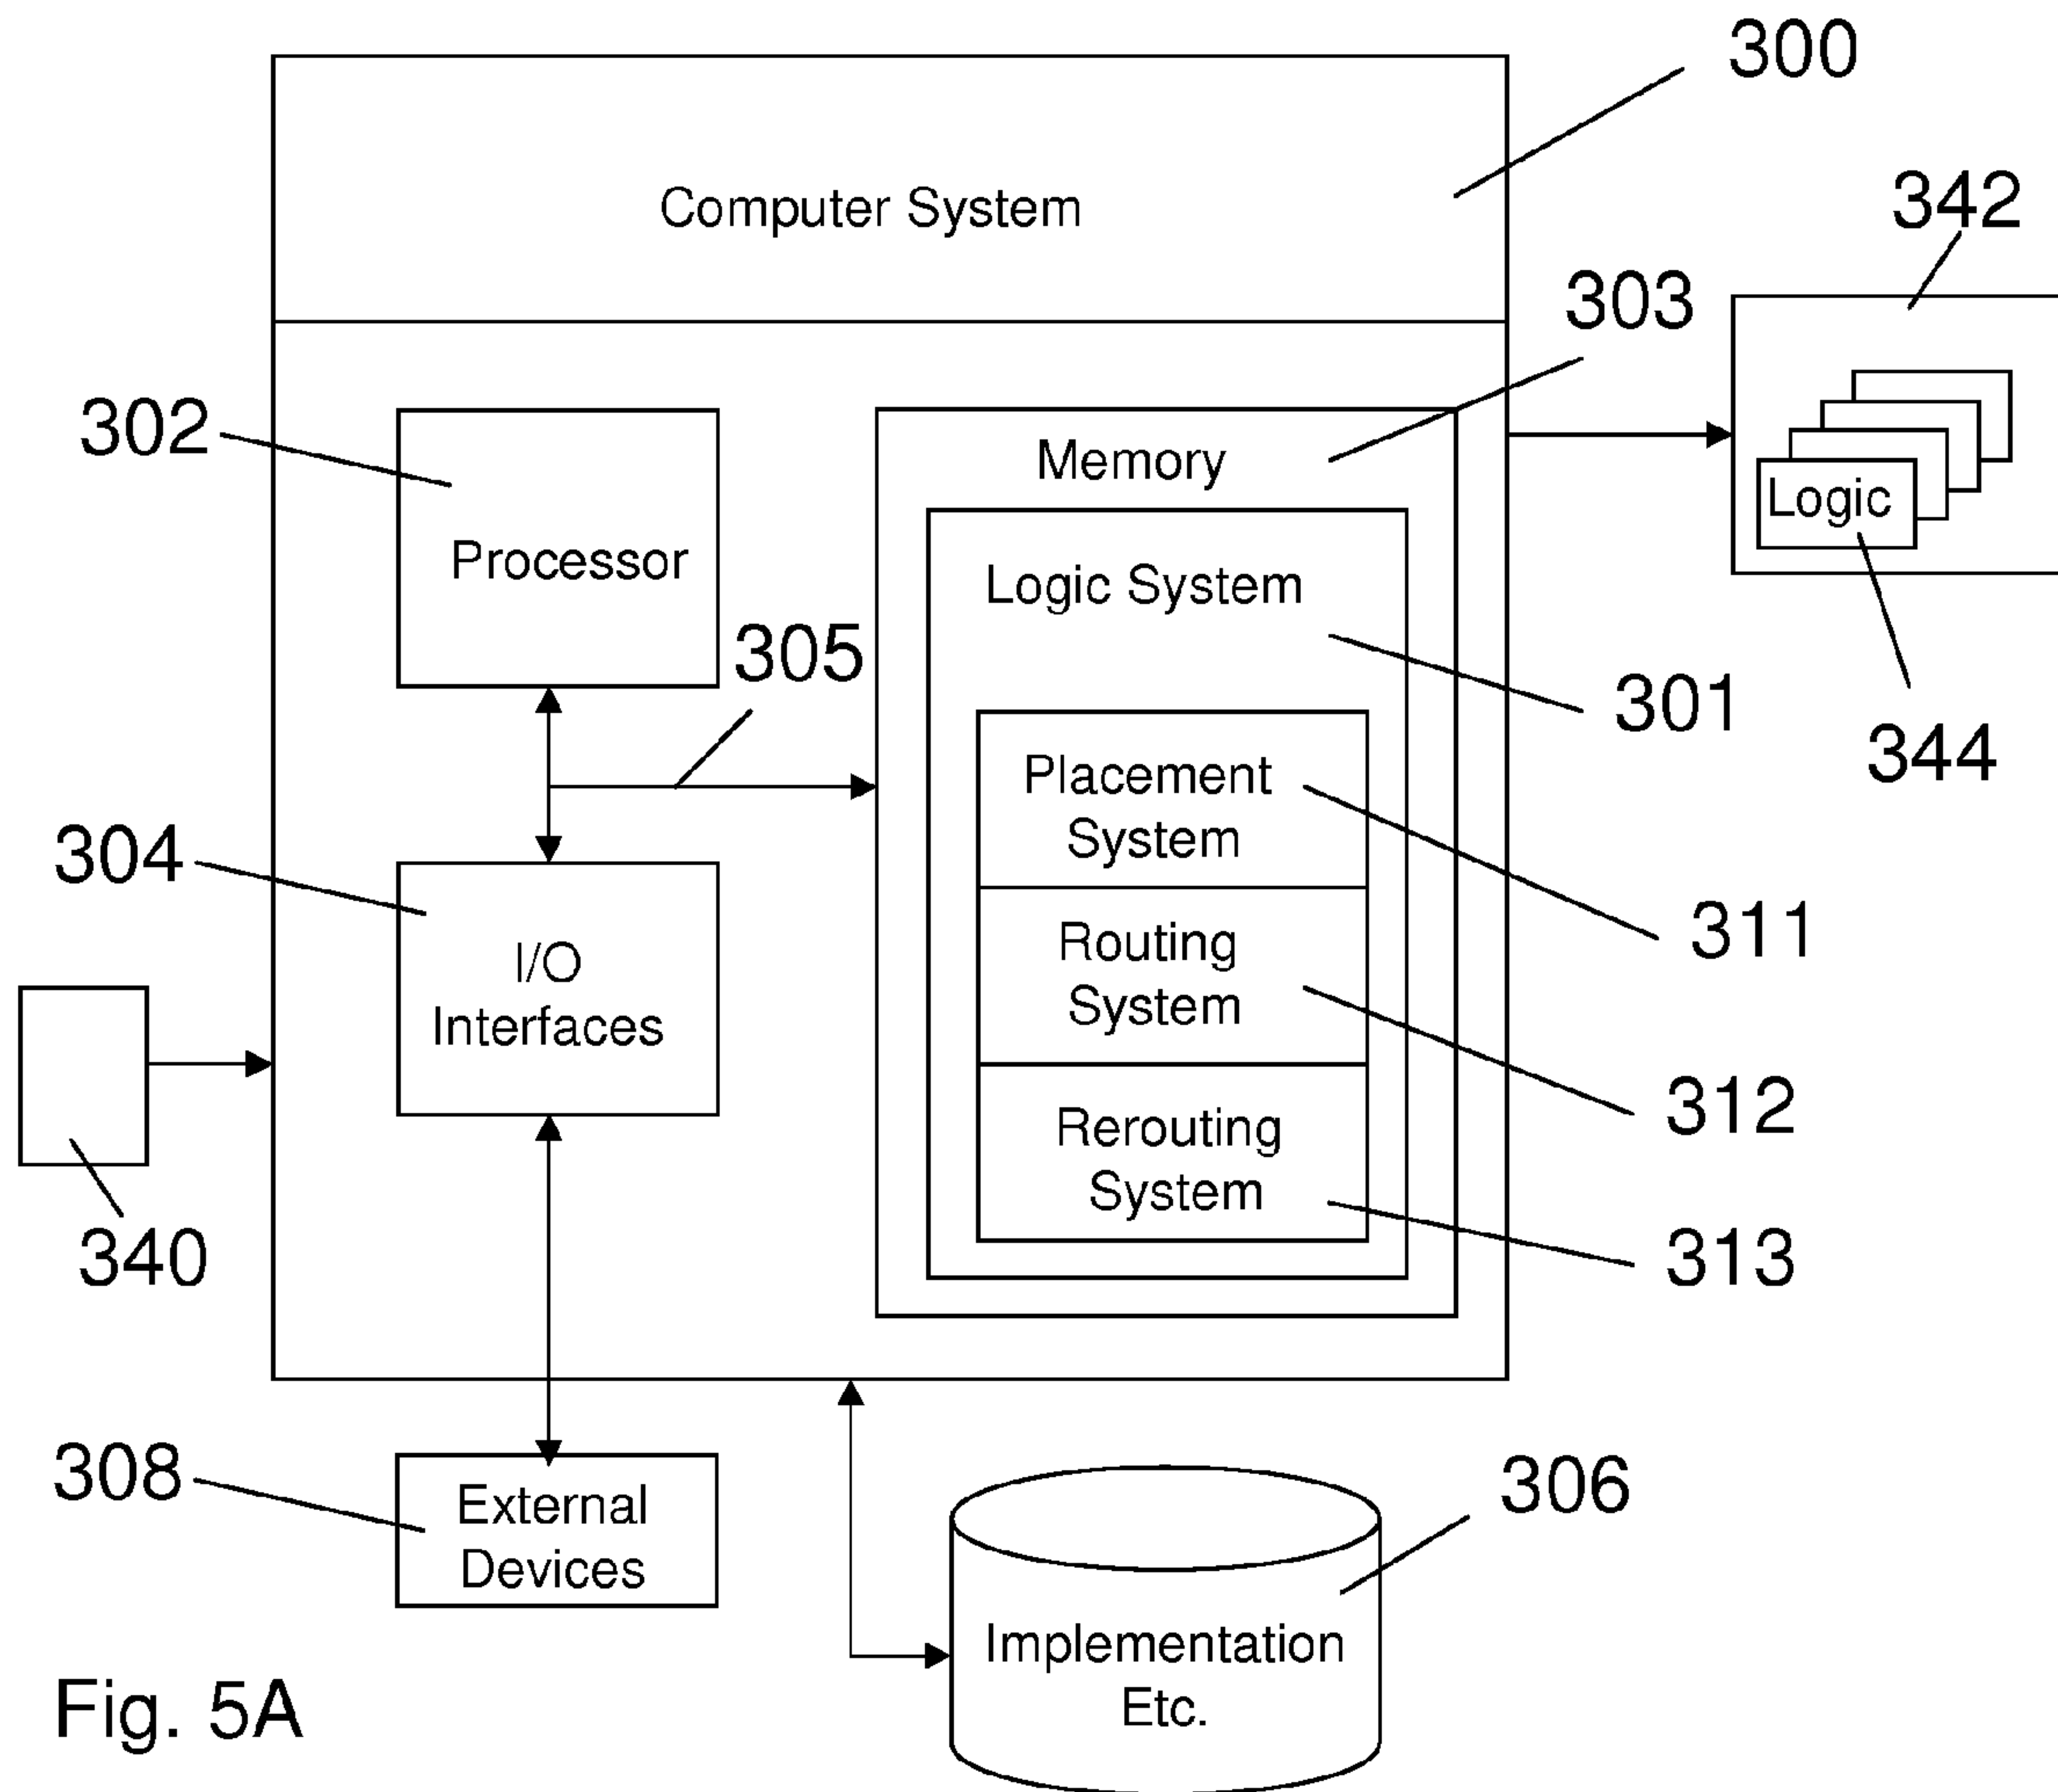 300
Computer System
342
303
302
Memory
Logic
Processor
Logic System
305
301
344
Placement
System
304
311
I/O
Interfaces
Routing
System
312
Rerouting
System
340
313
308
External
Devices
306
Implementation
Etc.
Fig. 5A